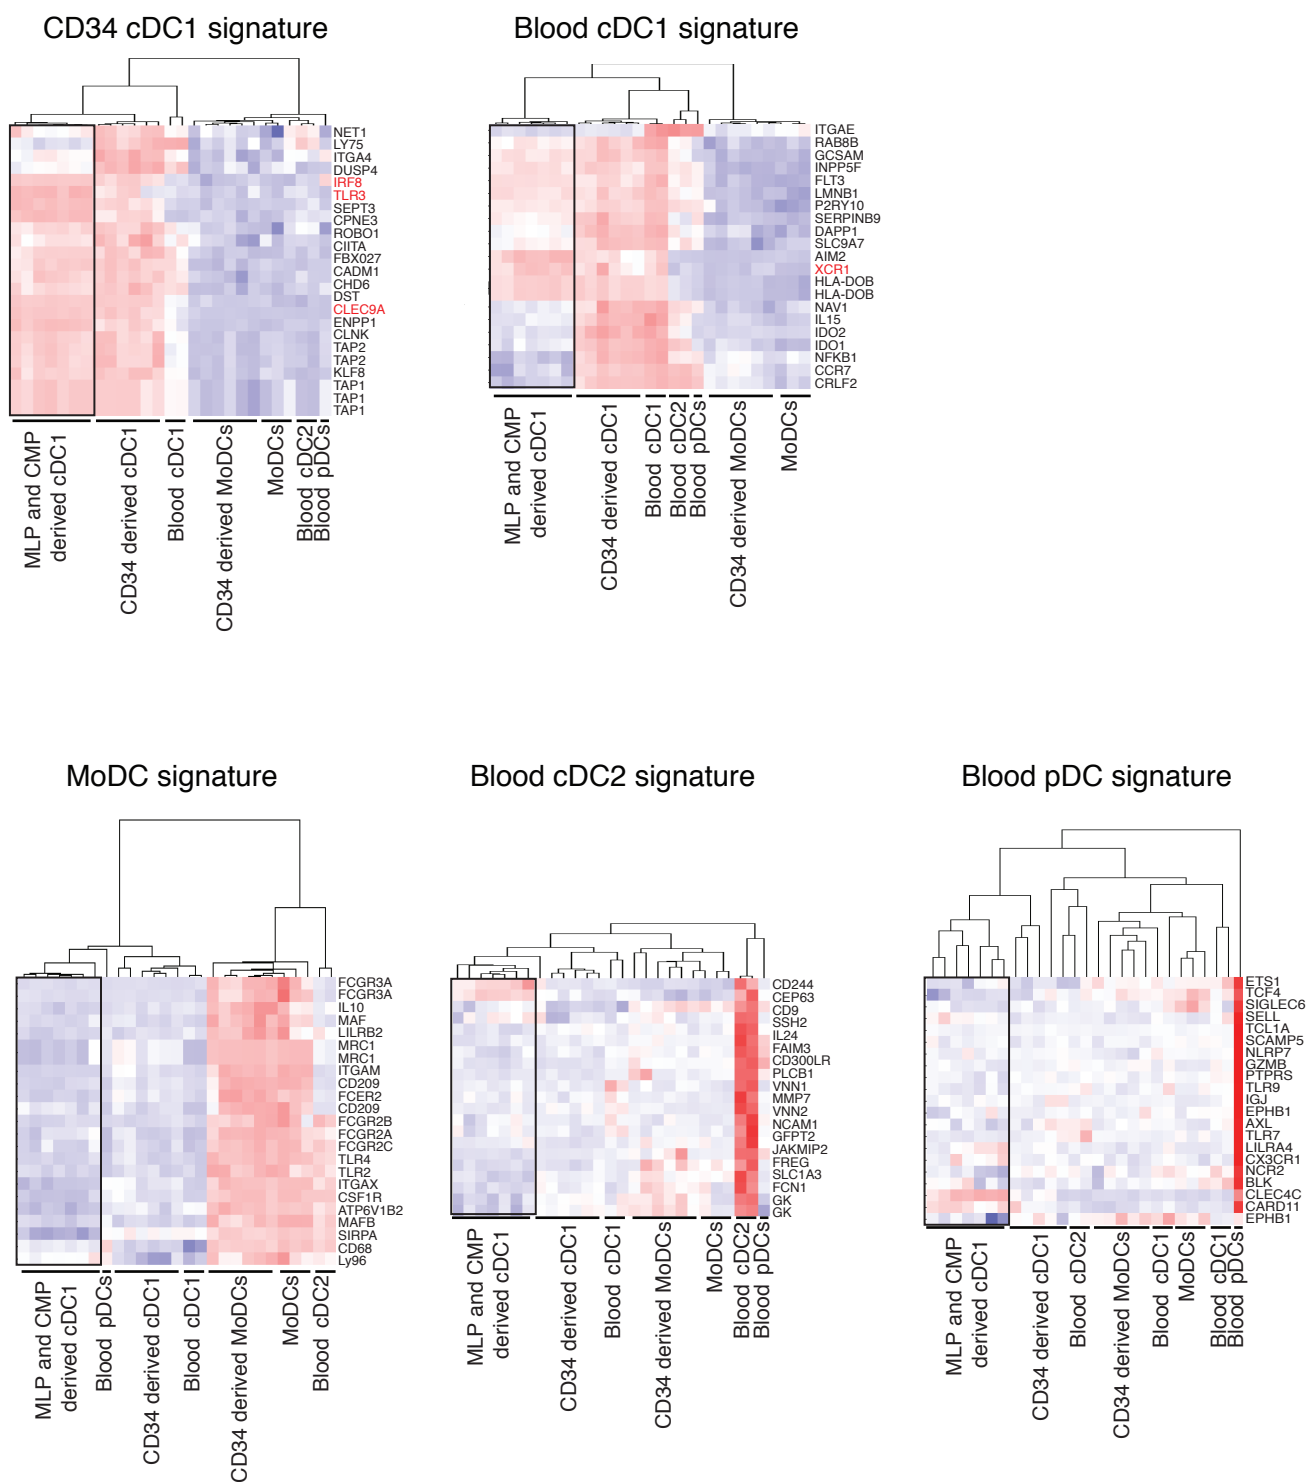 CD34 cDC1 signature
NET1
LY75
ITGA4
DUSP4
IRF8
TLR3
SEPT3
CPNE3
ROBO1
CIITA
FBX027
CADM1
CHD6
DST
CLEC9A
ENPP1
CLNK
TAP2
TAP2
KLF8
TAP1
TAP1
TAP1
MLP and CMP
derived cDC1
CD34 derived cDC1
Blood cDC1
CD34 derived MoDCs
MoDCs
Blood cDC2
Blood pDCs
Blood cDC1 signature
ITGAE
RAB8B
GCSAM
INPP5F
FLT3
LMNB1
P2RY10
SERPINB9
DAPP1
SLC9A7
AIM2
XCR1
HLA-DOB
HLA-DOB
NAV1
IL15
IDO2
IDO1
NFKB1
CCR7
CRLF2
MLP and CMP
derived cDC1
CD34 derived cDC1
Blood cDC1
Blood cDC2
Blood pDCs
CD34 derived MoDCs
MoDCs
MoDC signature
FCGR3A
FCGR3A
IL10
MAF
LILRB2
MRC1
MRC1
ITGAM
CD209
FCER2
CD209
FCGR2B
FCGR2A
FCGR2C
TLR4
TLR2
ITGAX
CSF1R
ATP6V1B2
MAFB
SIRPA
CD68
Ly96
MLP and CMP
derived cDC1
Blood pDCs
CD34 derived cDC1
Blood cDC1
CD34 derived MoDCs
MoDCs
Blood cDC2
Blood cDC2 signature
CD244
CEP63
CD9
SSH2
IL24
FAIM3
CD300LR
PLCB1
VNN1
MMP7
VNN2
NCAM1
GFPT2
JAKMIP2
FREG
SLC1A3
FCN1
GK
GK
MLP and CMP
derived cDC1
CD34 derived cDC1
Blood cDC1
CD34 derived MoDCs
MoDCs
Blood cDC2
Blood pDCs
Blood pDC signature
ETS1
TCF4
SIGLEC6
SELL
TCL1A
SCAMP5
NLRP7
GZMB
PTPRS
TLR9
IGJ
EPHB1
AXL
TLR7
LILRA4
CX3CR1
NCR2
BLK
CLEC4C
CARD11
EPHB1
MLP and CMP
derived cDC1
CD34 derived cDC1
Blood cDC2
CD34 derived MoDCs
Blood cDC1
MoDCs
Blood cDC1
Blood pDCs